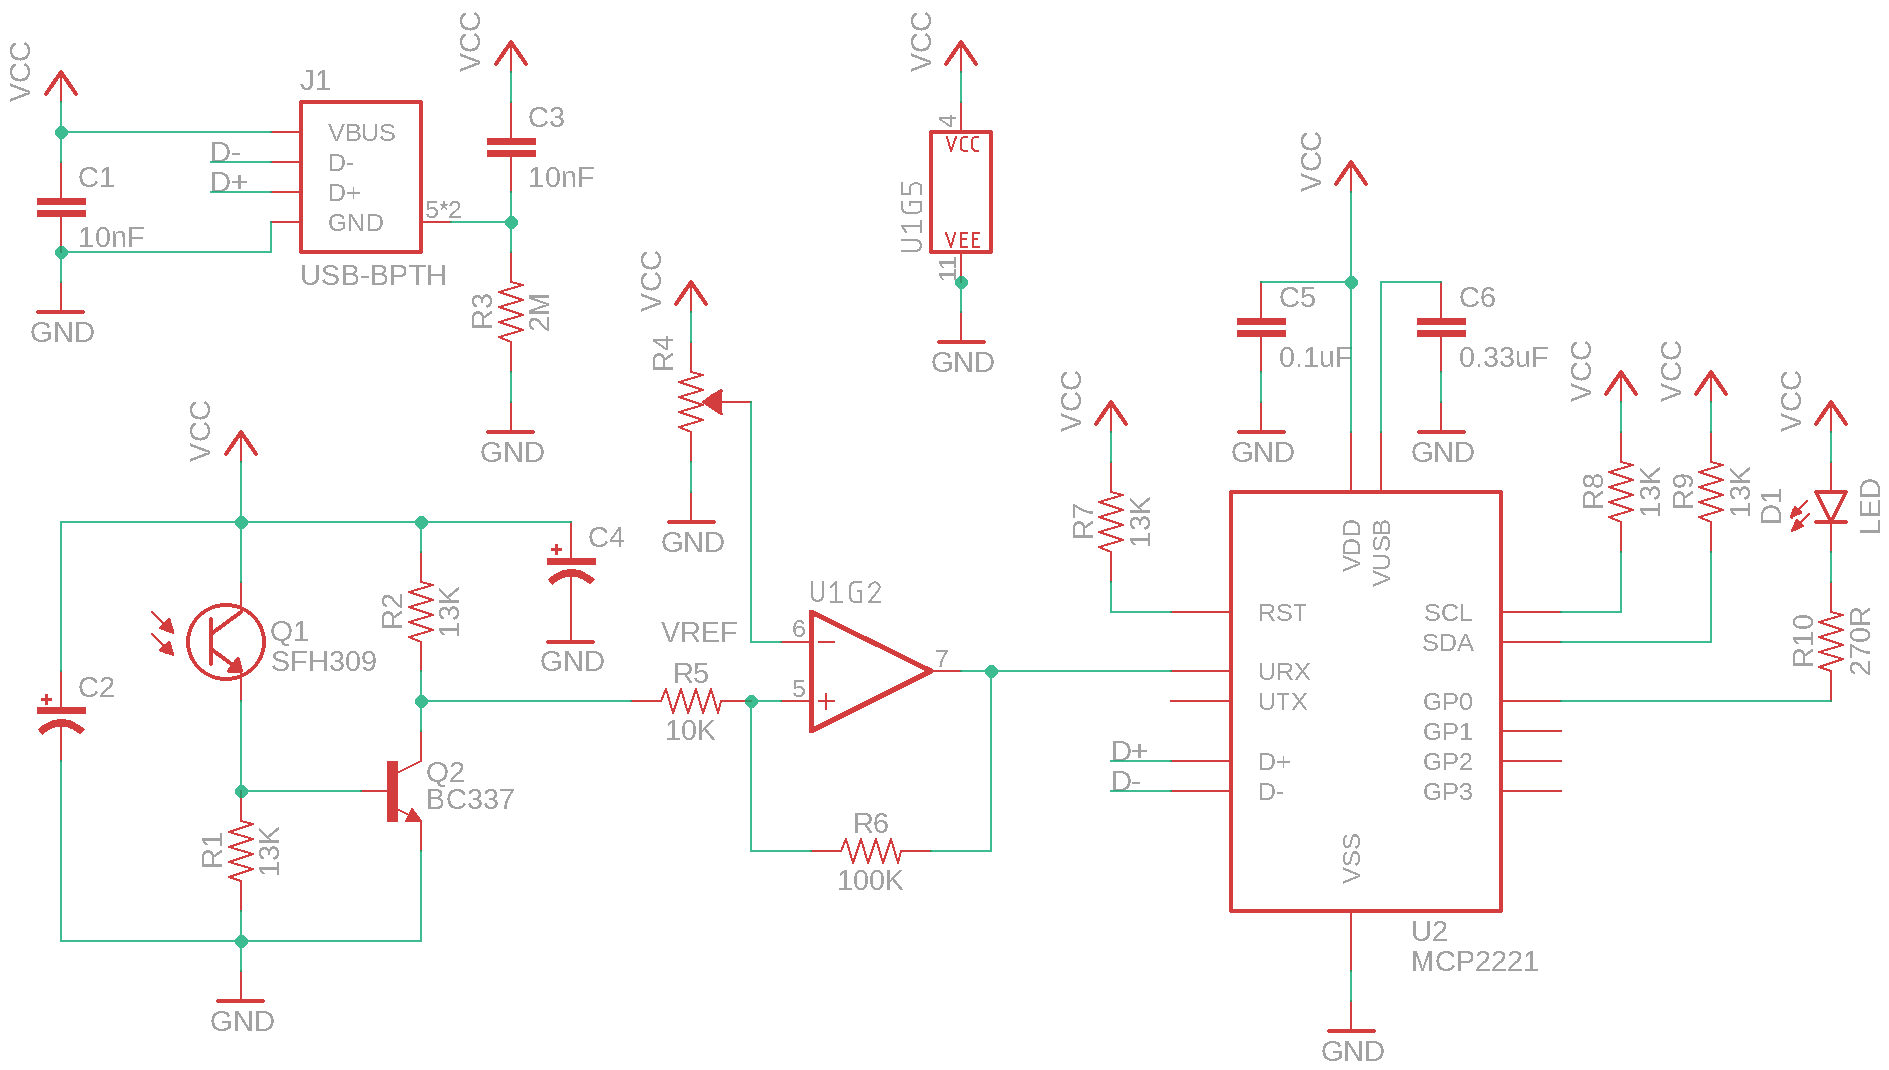 VCC
J1
VBUS
D-
D+
GND
D-
D+
5*2
USB-BPTH
C1
10nF
GND
VCC
C3
10nF
R3
2M
GND
VCC
4
VCC
U1G5
VEE
11
GND
VCC
R4
GND
VCC
Q1
SFH309
R2
13K
C4
GND
C2
Q2
BC337
R1
13K
GND
VREF
R5
10K
U1G2
6
5
7
R6
100K
VCC
R7
13K
VCC
C5
0.1uF
GND
C6
0.33uF
GND
VDD
VUSB
RST
URX
UTX
D+
D-
D+
D-
SCL
SDA
GP0
GP1
GP2
GP3
VSS
U2
MCP2221
GND
VCC
R8
13K
VCC
R9
13K
VCC
D1
LED
R10
270R